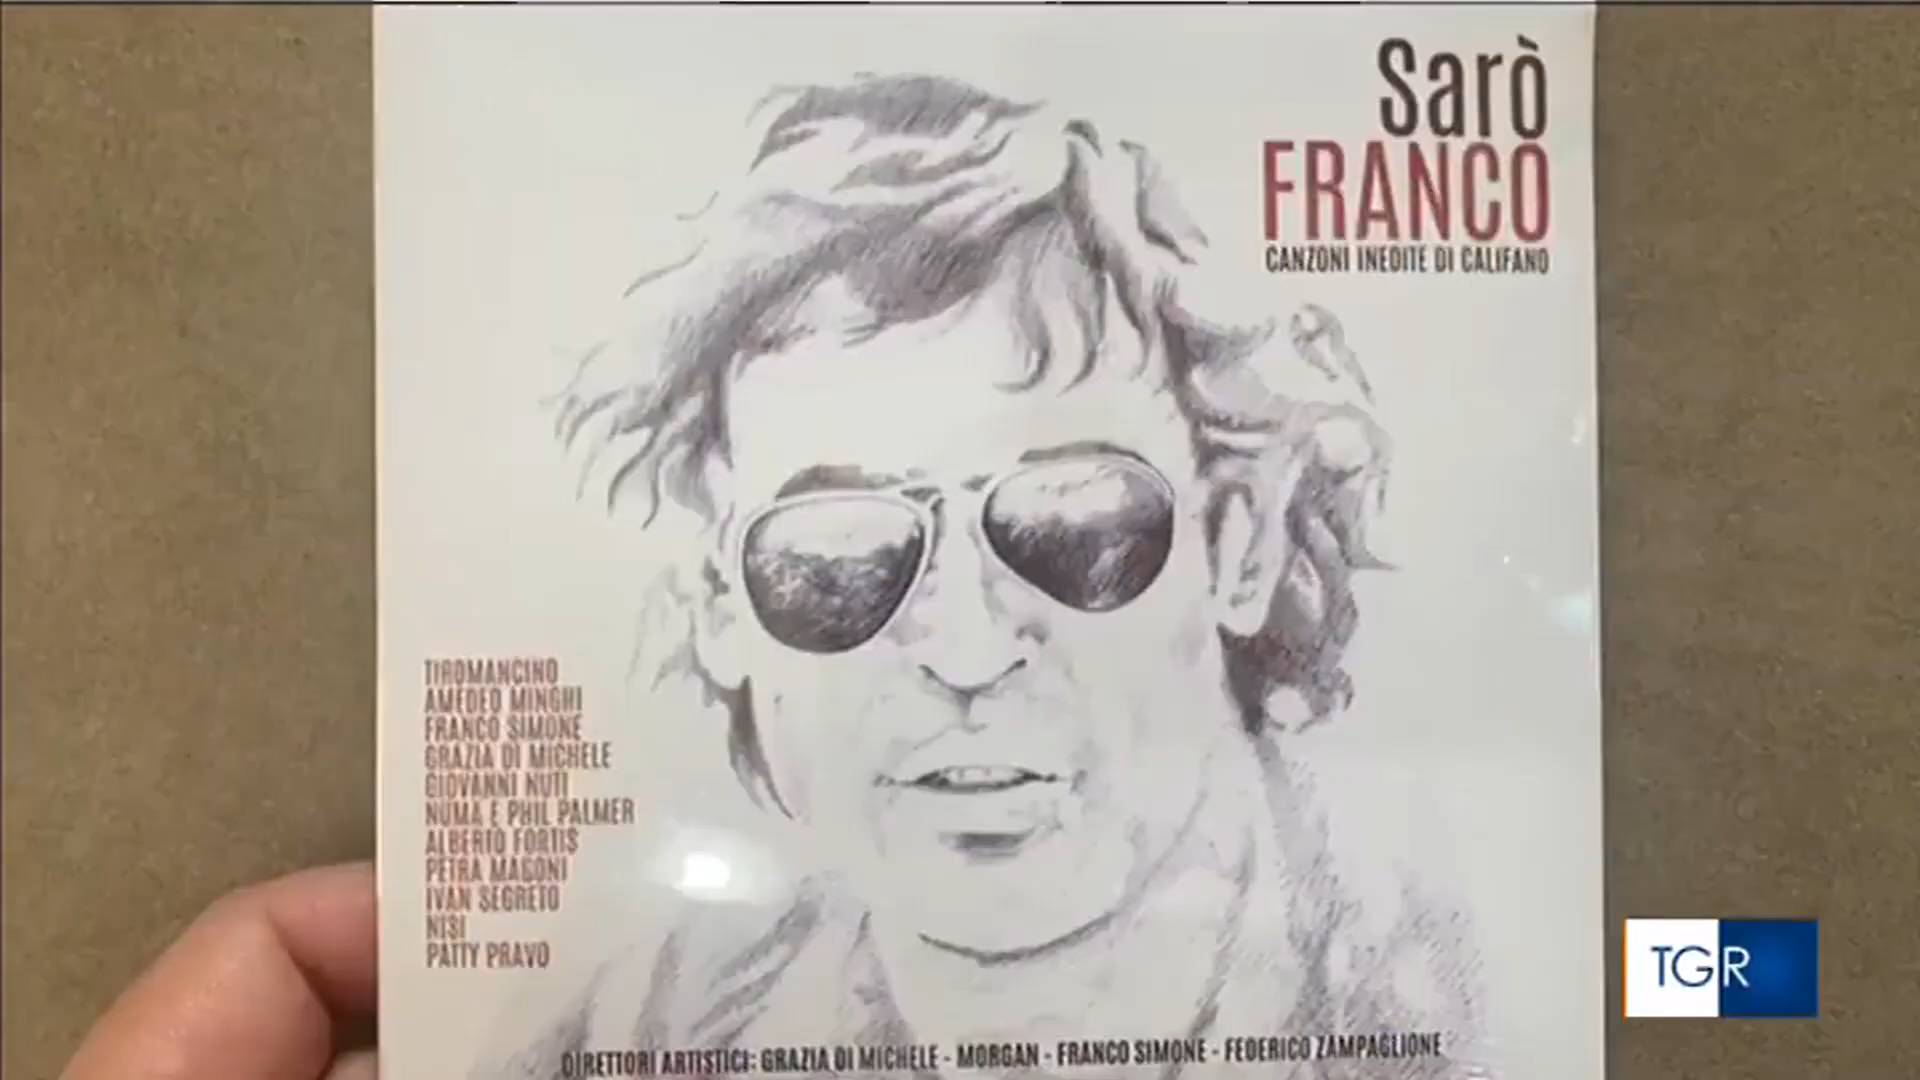 Sarò
FRANCO
CANZONI INEDITE DI CALIFANO
TIROMANCINO
AMEDEO MINGHI
FRANCO SIMONE
GRAZIA DI MICHELE
GIOVANNI NUTI
NUMA E PHIL PALMER
ALBERTO FORTIS
PETRA MAGONI
IVAN SEGRETO
NISI
PATTY PRAVO
DIRETTORI ARTISTICI: GRAZIA DI MICHELE - MORGAN - FRANCO SIMONE - FEDERICO ZAMPAGLIONE
TGR